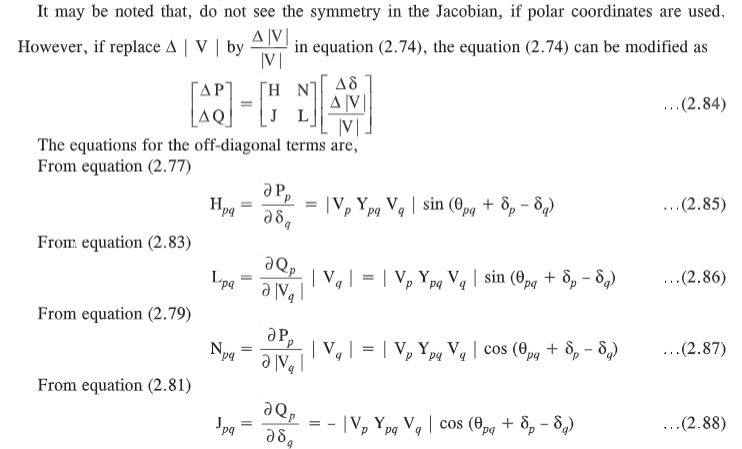 It may be noted that, do not see the symmetry in the Jacobian, if polar coordinates are used.
However, if replace Δ | V | by Δ |V| / |V| in equation (2.74), the equation (2.74) can be modified as
[ΔP; ΔQ] = [H N; J L] [Δδ; Δ |V| / |V|] ...(2.84)
The equations for the off-diagonal terms are,
From equation (2.77)
H_pq = ∂P_p / ∂δ_q = |V_p Y_pq V_q | sin (θ_pq + δ_p – δ_q) ...(2.85)
From equation (2.83)
L_pq = ∂Q_p / ∂ |V_q | | V_q | = | V_p Y_pq V_q | sin (θ_pq + δ_p – δ_q) ...(2.86)
From equation (2.79)
N_pq = ∂P_p / ∂ |V_q | | V_q | = | V_p Y_pq V_q | cos (θ_pq + δ_p – δ_q) ...(2.87)
From equation (2.81)
J_pq = ∂Q_p / ∂δ_q = – |V_p Y_pq V_q | cos (θ_pq + δ_p – δ_q) ...(2.88)